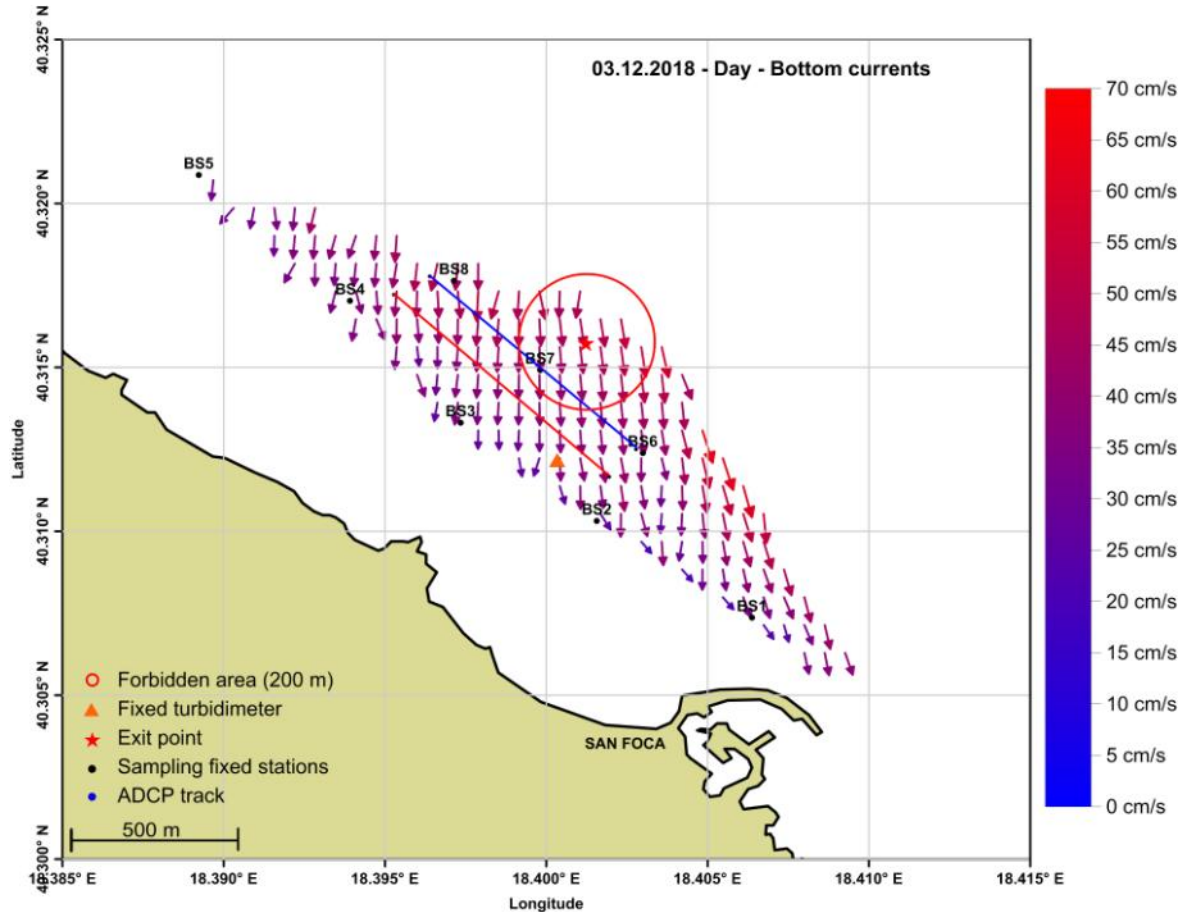 03.12.2018 - Day - Bottom currents
40.325° N
40.320° N
40.315° N
40.310° N
40.305° N
40.300° N
Latitude
BS5
BS8
BS4
BS7
BS3
BS6
BS2
BS1
SAN FOCA
Forbidden area (200 m)
Fixed turbidimeter
Exit point
Sampling fixed stations
ADCP track
500 m
18.385° E
18.390° E
18.395° E
18.400° E
18.405° E
18.410° E
18.415° E
Longitude
70 cm/s
65 cm/s
60 cm/s
55 cm/s
50 cm/s
45 cm/s
40 cm/s
35 cm/s
30 cm/s
25 cm/s
20 cm/s
15 cm/s
10 cm/s
5 cm/s
0 cm/s